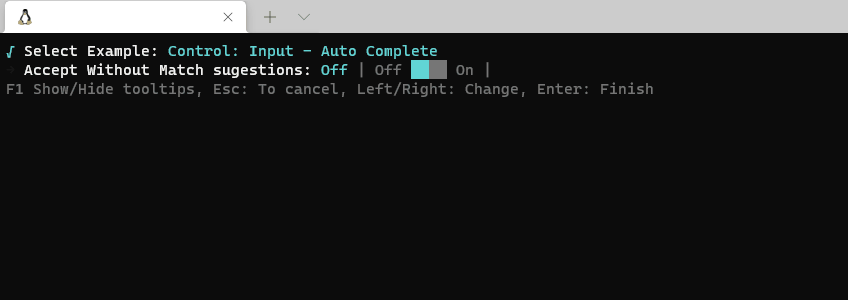 √ Select Example: Control: Input - Auto Complete
Accept Without Match sugestions: Off | Off On |
F1 Show/Hide tooltips, Esc: To cancel, Left/Right: Change, Enter: Finish